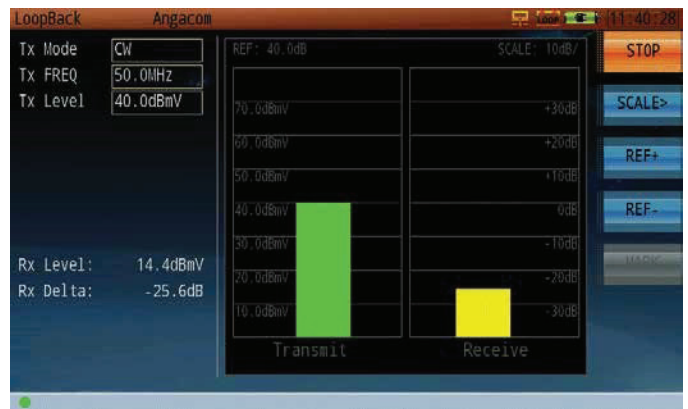 LoopBack Angacom LOOP 11:40:28
Tx Mode CW
Tx FREQ 50.0MHz
Tx Level 40.0dBmV
Rx Level: 14.4dBmV
Rx Delta: -25.6dB
REF: 40.0dB SCALE: 10dB/
70.0dBmV +30dB
60.0dBmV +20dB
50.0dBmV +10dB
40.0dBmV 0dB
30.0dBmV -10dB
20.0dBmV -20dB
10.0dBmV -30dB
Transmit Receive
STOP
SCALE>
REF+
REF-